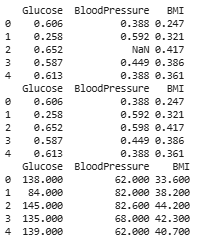 Glucose BloodPressure BMI
0 0.606 0.388 0.247
1 0.258 0.592 0.321
2 0.652 NaN 0.417
3 0.587 0.449 0.386
4 0.613 0.388 0.361
Glucose BloodPressure BMI
0 0.606 0.388 0.247
1 0.258 0.592 0.321
2 0.652 0.598 0.417
3 0.587 0.449 0.386
4 0.613 0.388 0.361
Glucose BloodPressure BMI
0 138.000 62.000 33.600
1 84.000 82.000 38.200
2 145.000 82.600 44.200
3 135.000 68.000 42.300
4 139.000 62.000 40.700